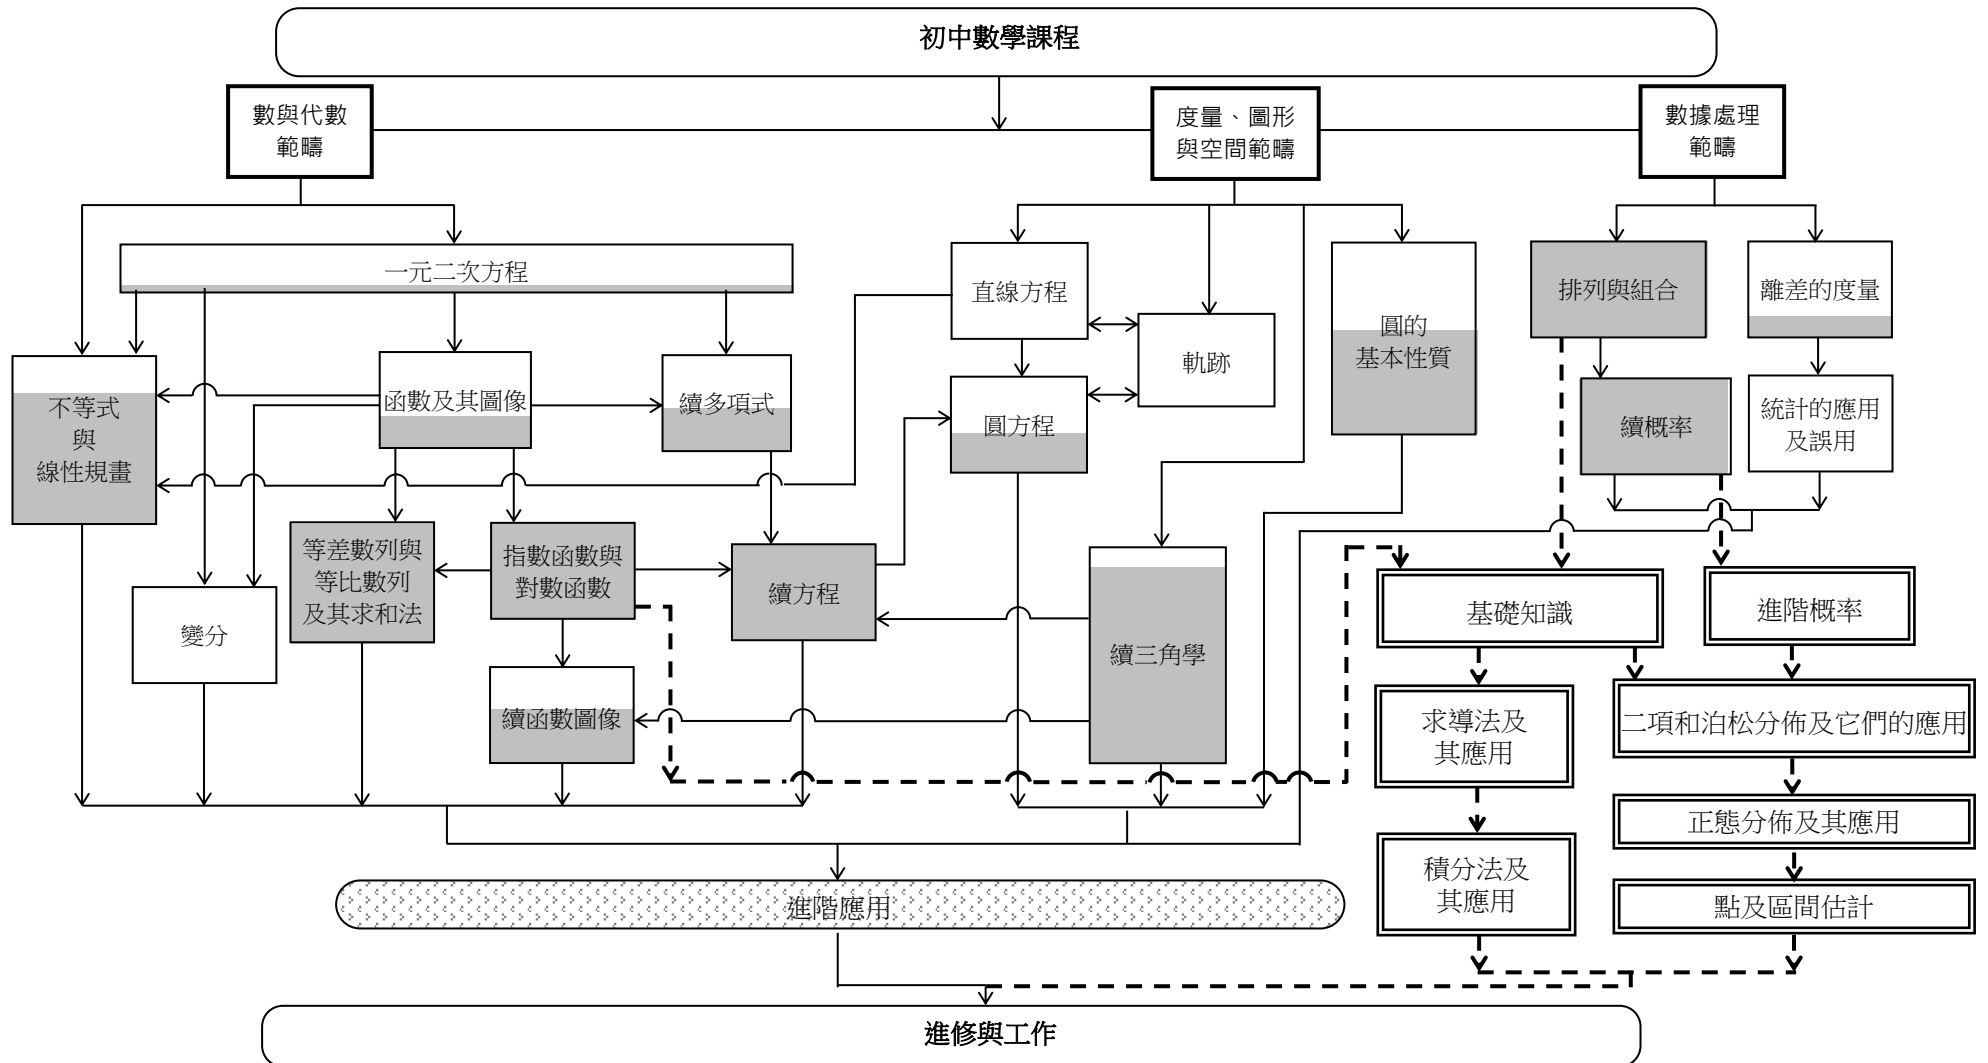 初中數學課程
數與代數
範疇
度量、圖形
與空間範疇
數據處理
範疇
一元二次方程
直線方程
軌跡
圓的
基本性質
排列與組合
離差的度量
不等式
與
線性規畫
函數及其圖像
續多項式
圓方程
續概率
統計的應用
及誤用
等差數列與
等比數列
及其求和法
指數函數與
對數函數
續方程
變分
續三角學
基礎知識
進階概率
續函數圖像
求導法及
其應用
二項和泊松分佈及它們的應用
正態分佈及其應用
積分法及
其應用
點及區間估計
進階應用
進修與工作